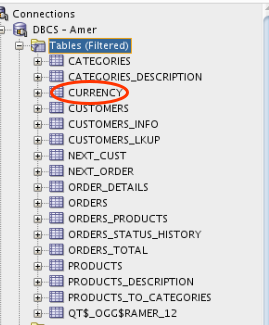 Connections
DBCS - Amer
Tables (Filtered)
CATEGORIES
CATEGORIES_DESCRIPTION
CURRENCY
CUSTOMERS
CUSTOMERS_INFO
CUSTOMERS_LKUP
NEXT_CUST
NEXT_ORDER
ORDER_DETAILS
ORDERS
ORDERS_PRODUCTS
ORDERS_STATUS_HISTORY
ORDERS_TOTAL
PRODUCTS
PRODUCTS_DESCRIPTION
PRODUCTS_TO_CATEGORIES
QT$_OGG$RAMER_12